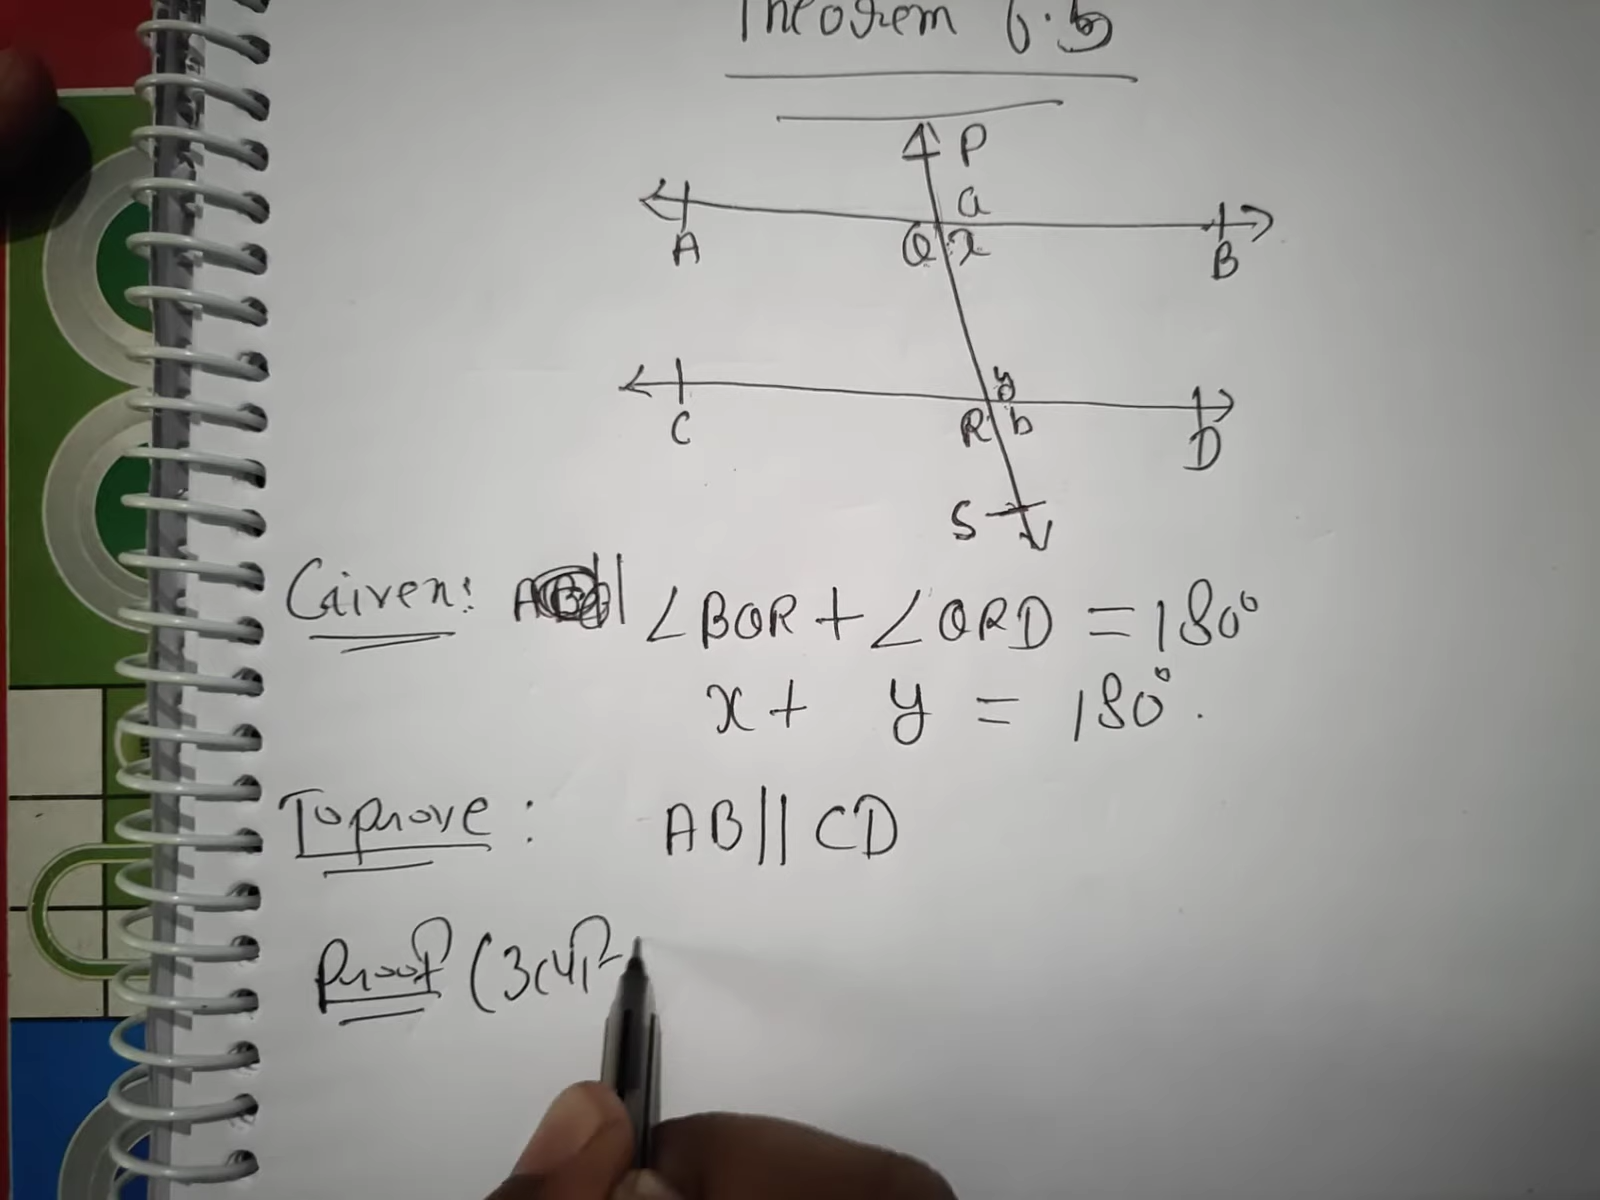 Theorem 6.5
P
a
A Q x B
y
C R b D
S
Given: ∠BQR + ∠QRD = 180°
x + y = 180°.
To prove: AB || CD
Proof (